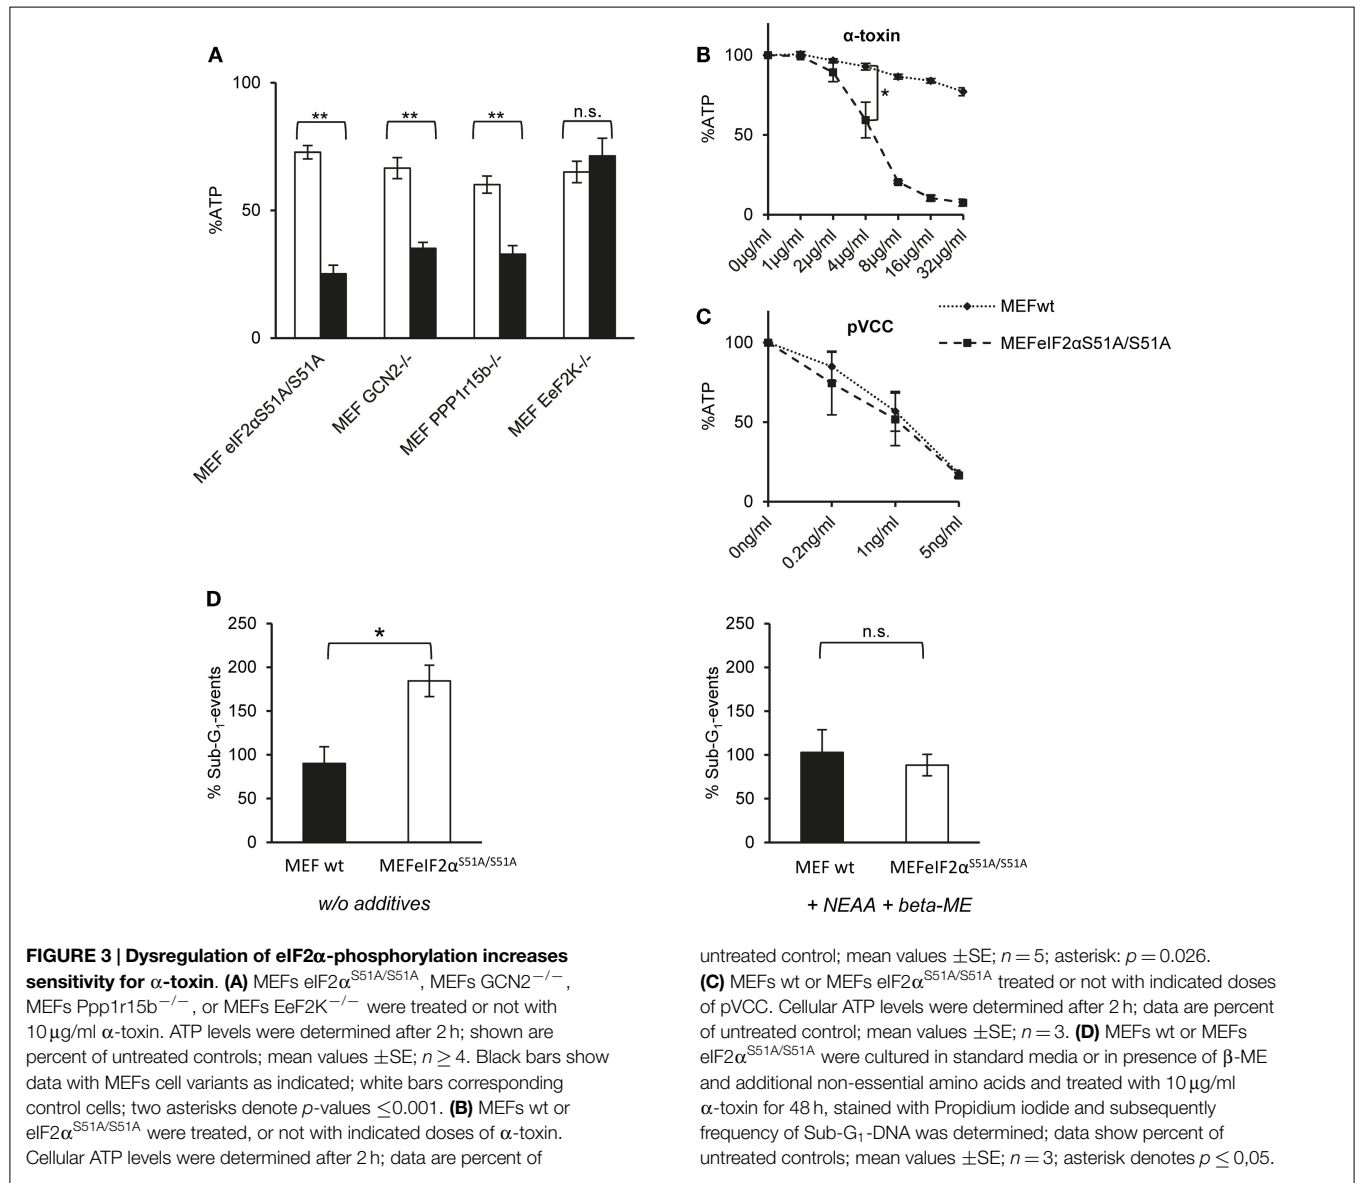 A
100
50
0
%ATP
**
**
**
n.s.
MEF eIF2αS51A/S51A
MEF GCN2-/-
MEF PPP1r15b-/-
MEF EeF2K-/-
B
α-toxin
100
50
0
%ATP
*
0µg/ml
1µg/ml
2µg/ml
4µg/ml
8µg/ml
16µg/ml
32µg/ml
MEFwt
MEFeIF2αS51A/S51A
C
pVCC
100
50
0
%ATP
0ng/ml
0.2ng/ml
1ng/ml
5ng/ml
D
250
200
150
100
50
0
% Sub-G1-events
*
MEF wt
MEFeIF2αS51A/S51A
w/o additives
250
200
150
100
50
0
% Sub-G1-events
n.s.
MEF wt
MEFeIF2αS51A/S51A
+ NEAA + beta-ME
FIGURE 3 | Dysregulation of eIF2α-phosphorylation increases
sensitivity for α-toxin. (A) MEFs eIF2αS51A/S51A, MEFs GCN2−/−,
MEFs Ppp1r15b−/−, or MEFs EeF2K−/− were treated or not with
10 µg/ml α-toxin. ATP levels were determined after 2 h; shown are
percent of untreated controls; mean values ±SE; n ≥ 4. Black bars show
data with MEFs cell variants as indicated; white bars corresponding
control cells; two asterisks denote p-values ≤0.001. (B) MEFs wt or
eIF2αS51A/S51A were treated, or not with indicated doses of α-toxin.
Cellular ATP levels were determined after 2 h; data are percent of
untreated control; mean values ±SE; n = 5; asterisk: p = 0.026.
(C) MEFs wt or MEFs eIF2αS51A/S51A treated or not with indicated doses
of pVCC. Cellular ATP levels were determined after 2 h; data are percent
of untreated control; mean values ±SE; n = 3. (D) MEFs wt or MEFs
eIF2αS51A/S51A were cultured in standard media or in presence of β-ME
and additional non-essential amino acids and treated with 10 µg/ml
α-toxin for 48 h, stained with Propidium iodide and subsequently
frequency of Sub-G1-DNA was determined; data show percent of
untreated controls; mean values ±SE; n = 3; asterisk denotes p ≤ 0,05.